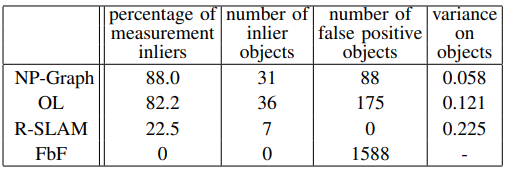 percentage of number of number of variance
measurement inlier false positive on
inliers objects objects objects
NP-Graph 88.0 31 88 0.058
OL 82.2 36 175 0.121
R-SLAM 22.5 7 0 0.225
FbF 0 0 1588 -